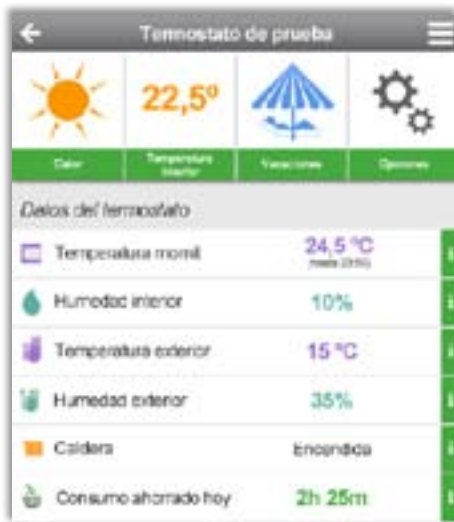 Termostato de prueba
22,5º
Calor
Temperatura interior
Vacaciones
Opciones
Datos del termostato
Temperatura
24,5 ºC
Humedad interior
10%
Temperatura exterior
15 ºC
Humedad exterior
35%
Caldera
Encendida
Consumo ahorrado hoy
2h 25m